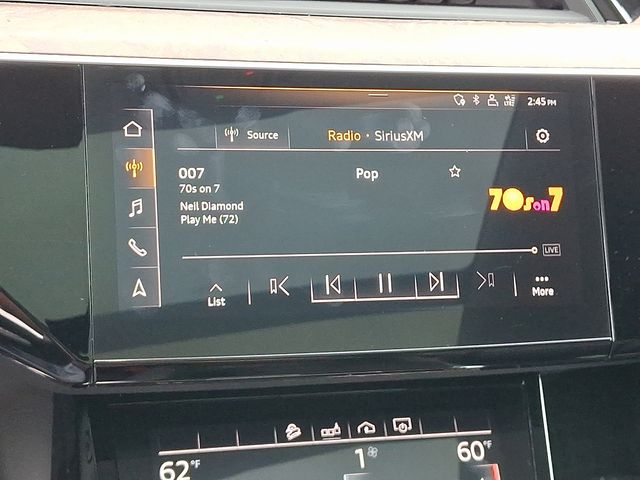 LTE 2:45 PM
Source Radio • SiriusXM
007 Pop
70s on 7
70s on 7
Neil Diamond
Play Me (72)
LIVE
List More
62°F 1 60°F